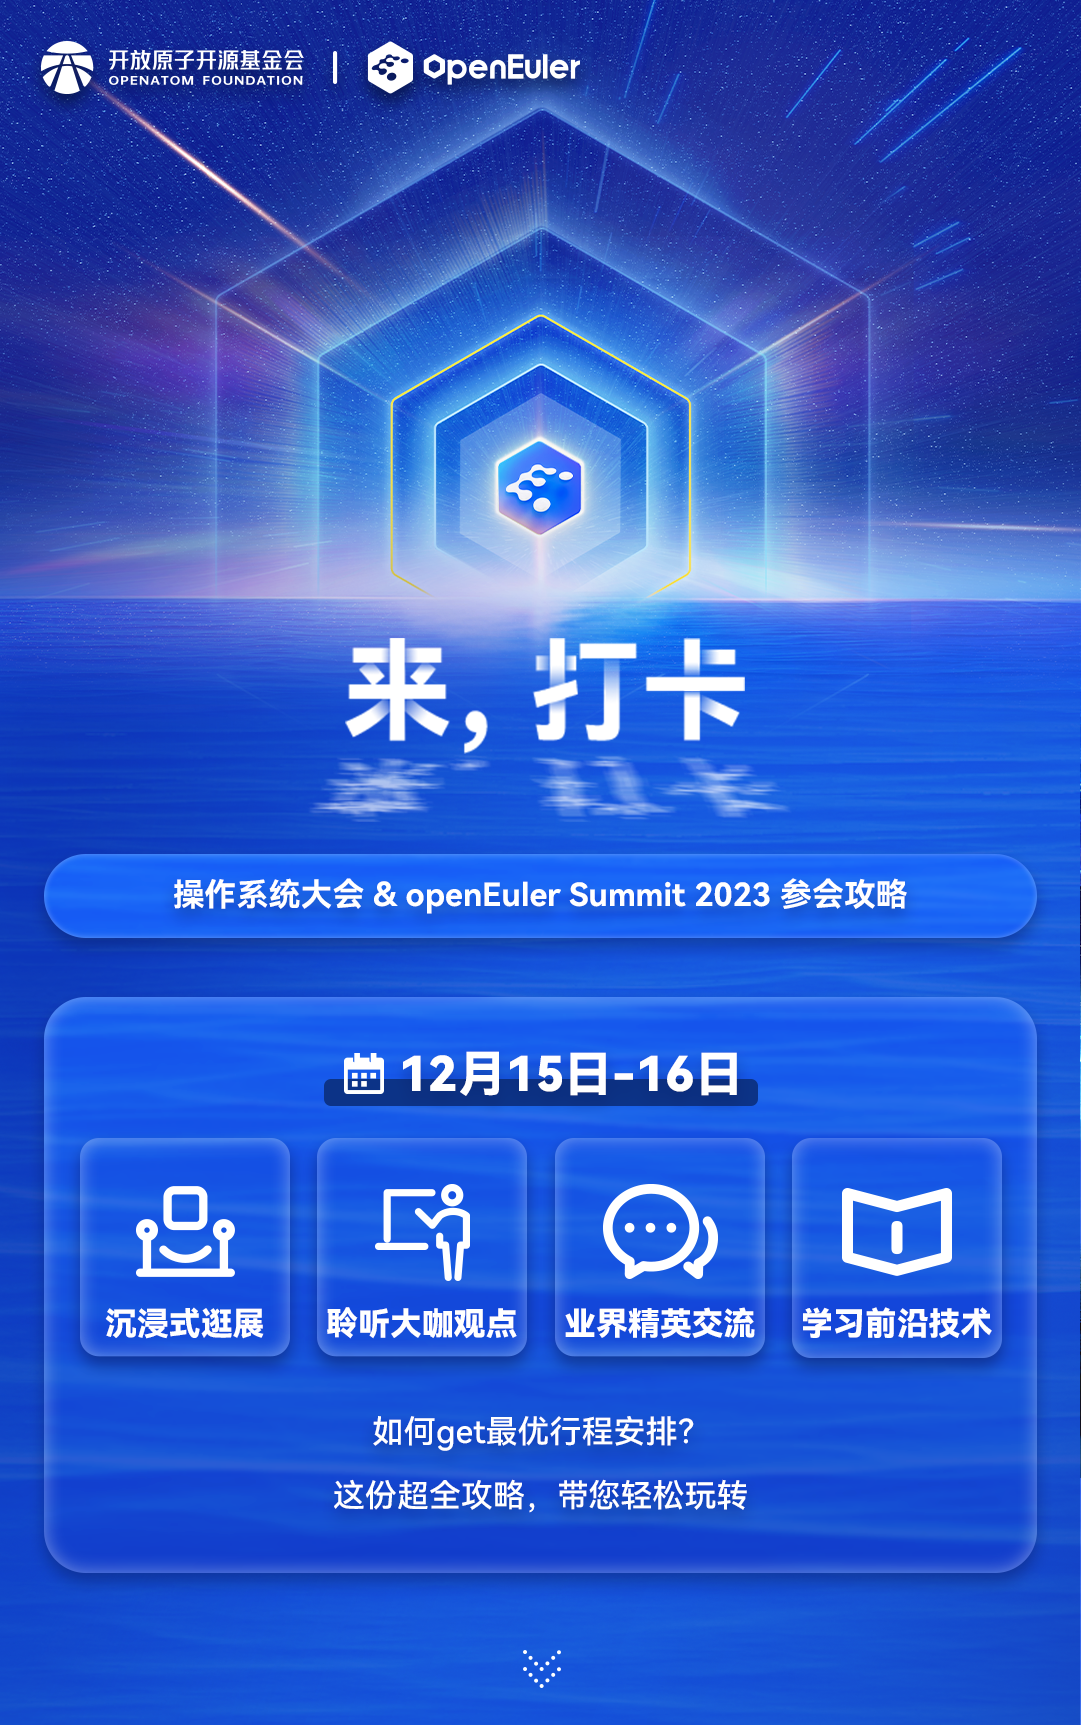 开放原子开源基金会
OPENATOM FOUNDATION
openEuler
来，打卡
操作系统大会 & openEuler Summit 2023 参会攻略
12月15日-16日
沉浸式逛展
聆听大咖观点
业界精英交流
学习前沿技术
如何get最优行程安排？
这份超全攻略，带您轻松玩转